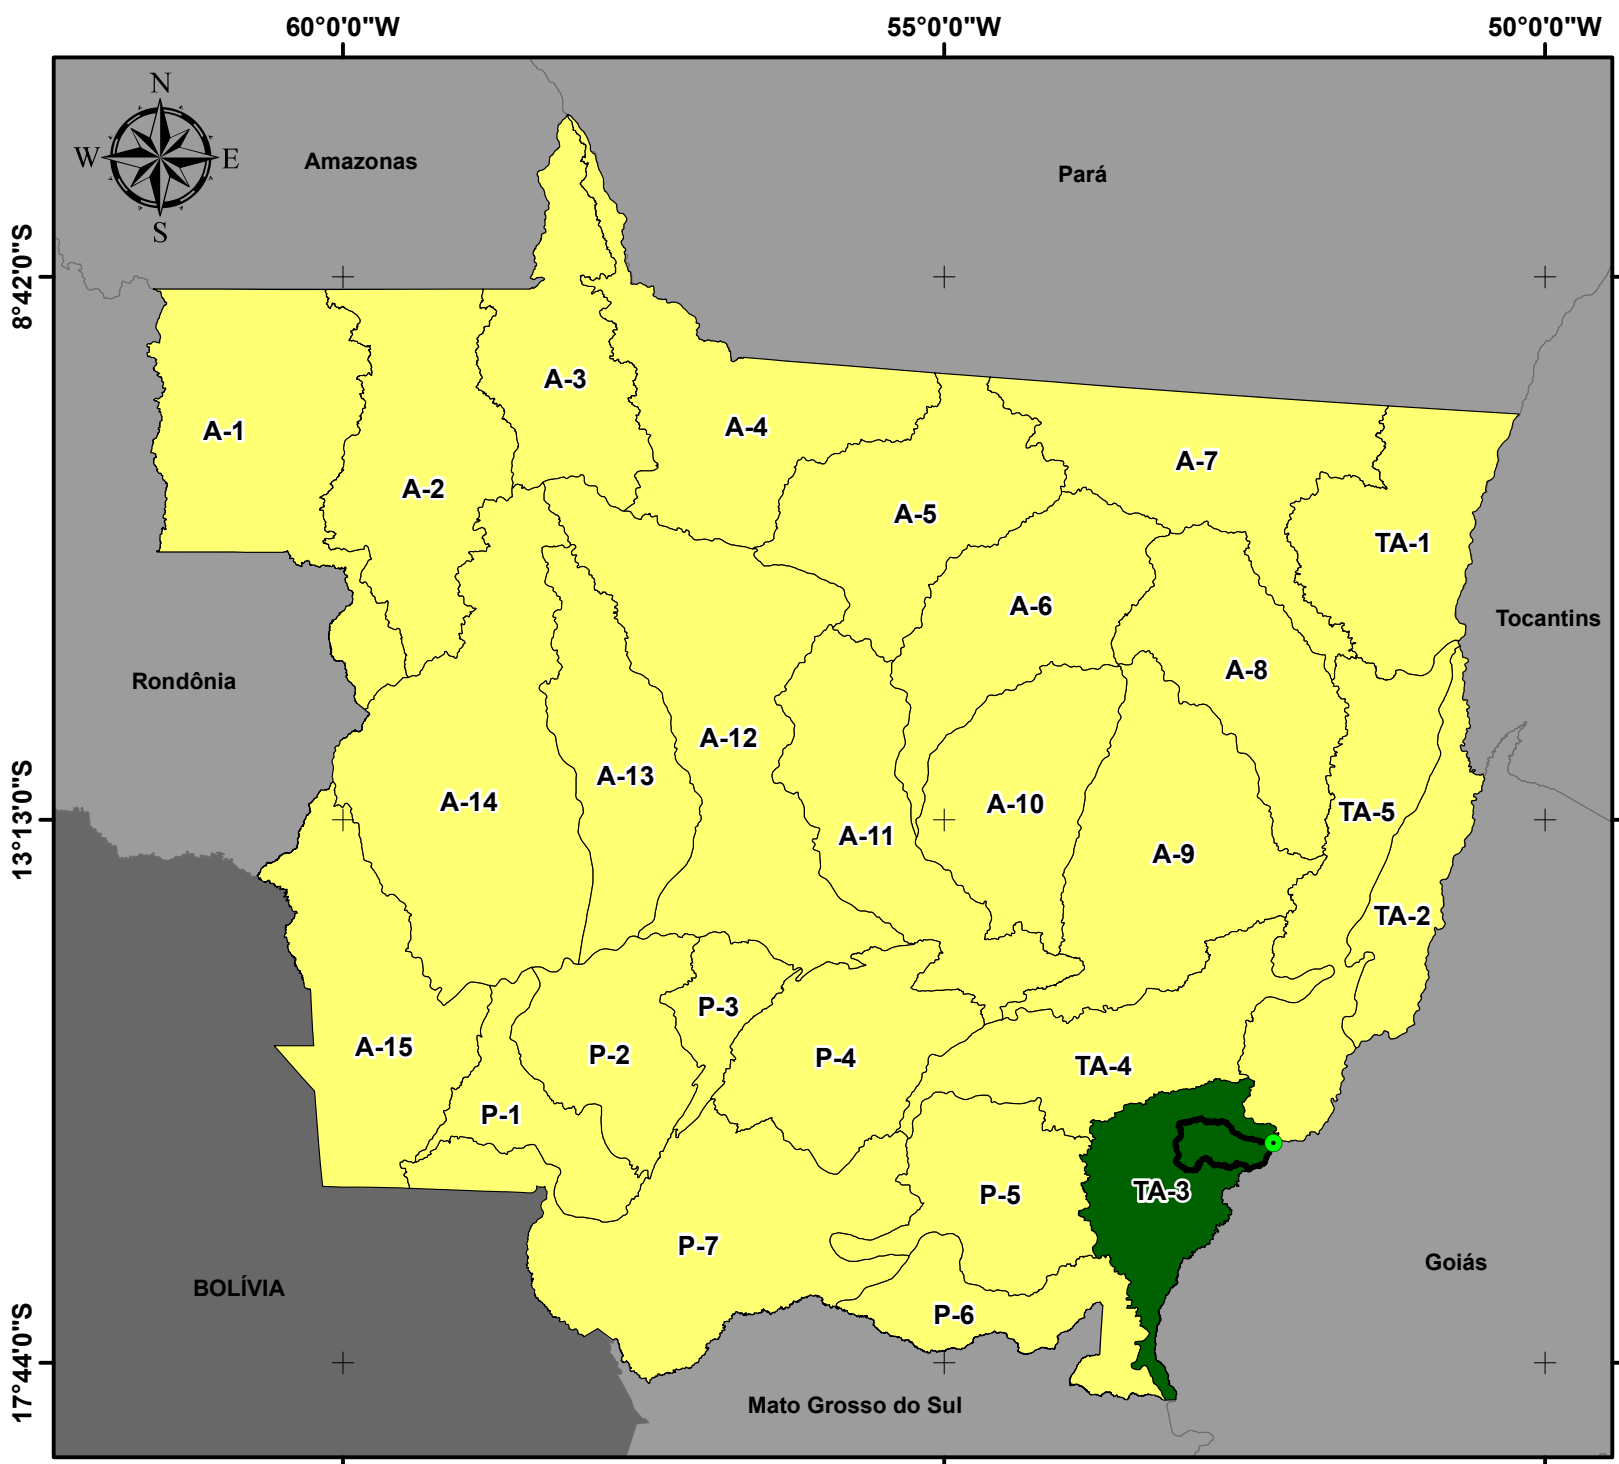 60°0'0"W
55°0'0"W
50°0'0"W
N
W
E
S
Amazonas
Pará
8°42'0"S
A-3
A-4
A-1
A-7
A-2
A-5
TA-1
A-6
Tocantins
Rondônia
A-8
A-12
A-13
A-14
A-10
TA-5
13°13'0"S
A-11
A-9
TA-2
P-3
A-15
P-2
P-4
TA-4
P-1
TA-3
P-5
P-7
Goiás
BOLÍVIA
P-6
17°44'0"S
Mato Grosso do Sul